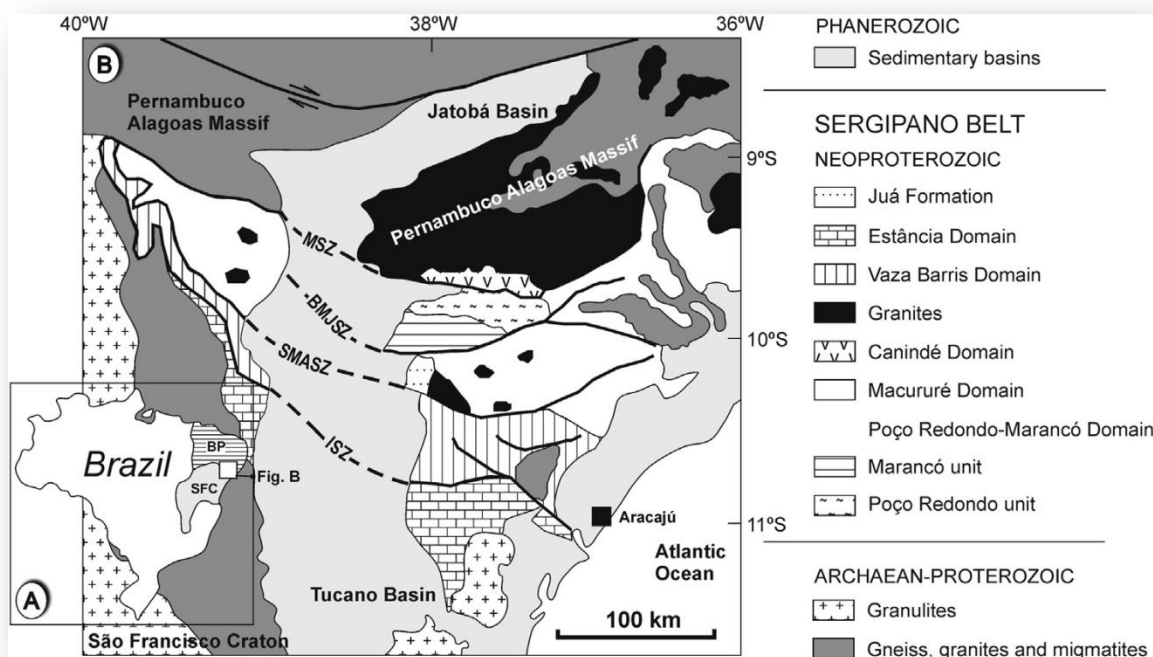 40ºW
38ºW
36ºW
B
Pernambuco
Alagoas Massif
Jatobá Basin
Pernambuco Alagoas Massif
9ºS
MSZ
BMJSZ
10ºS
SMASZ
ISZ
BP
Brazil
SFC
Fig. B
Aracajú
11ºS
Atlantic
Ocean
Tucano Basin
A
100 km
São Francisco Craton
PHANEROZOIC
Sedimentary basins
SERGIPANO BELT
NEOPROTEROZOIC
Juá Formation
Estância Domain
Vaza Barris Domain
Granites
Canindé Domain
Macururé Domain
Poço Redondo-Marancó Domain
Marancó unit
Poço Redondo unit
ARCHAEAN-PROTEROZOIC
Granulites
Gneiss, granites and migmatites